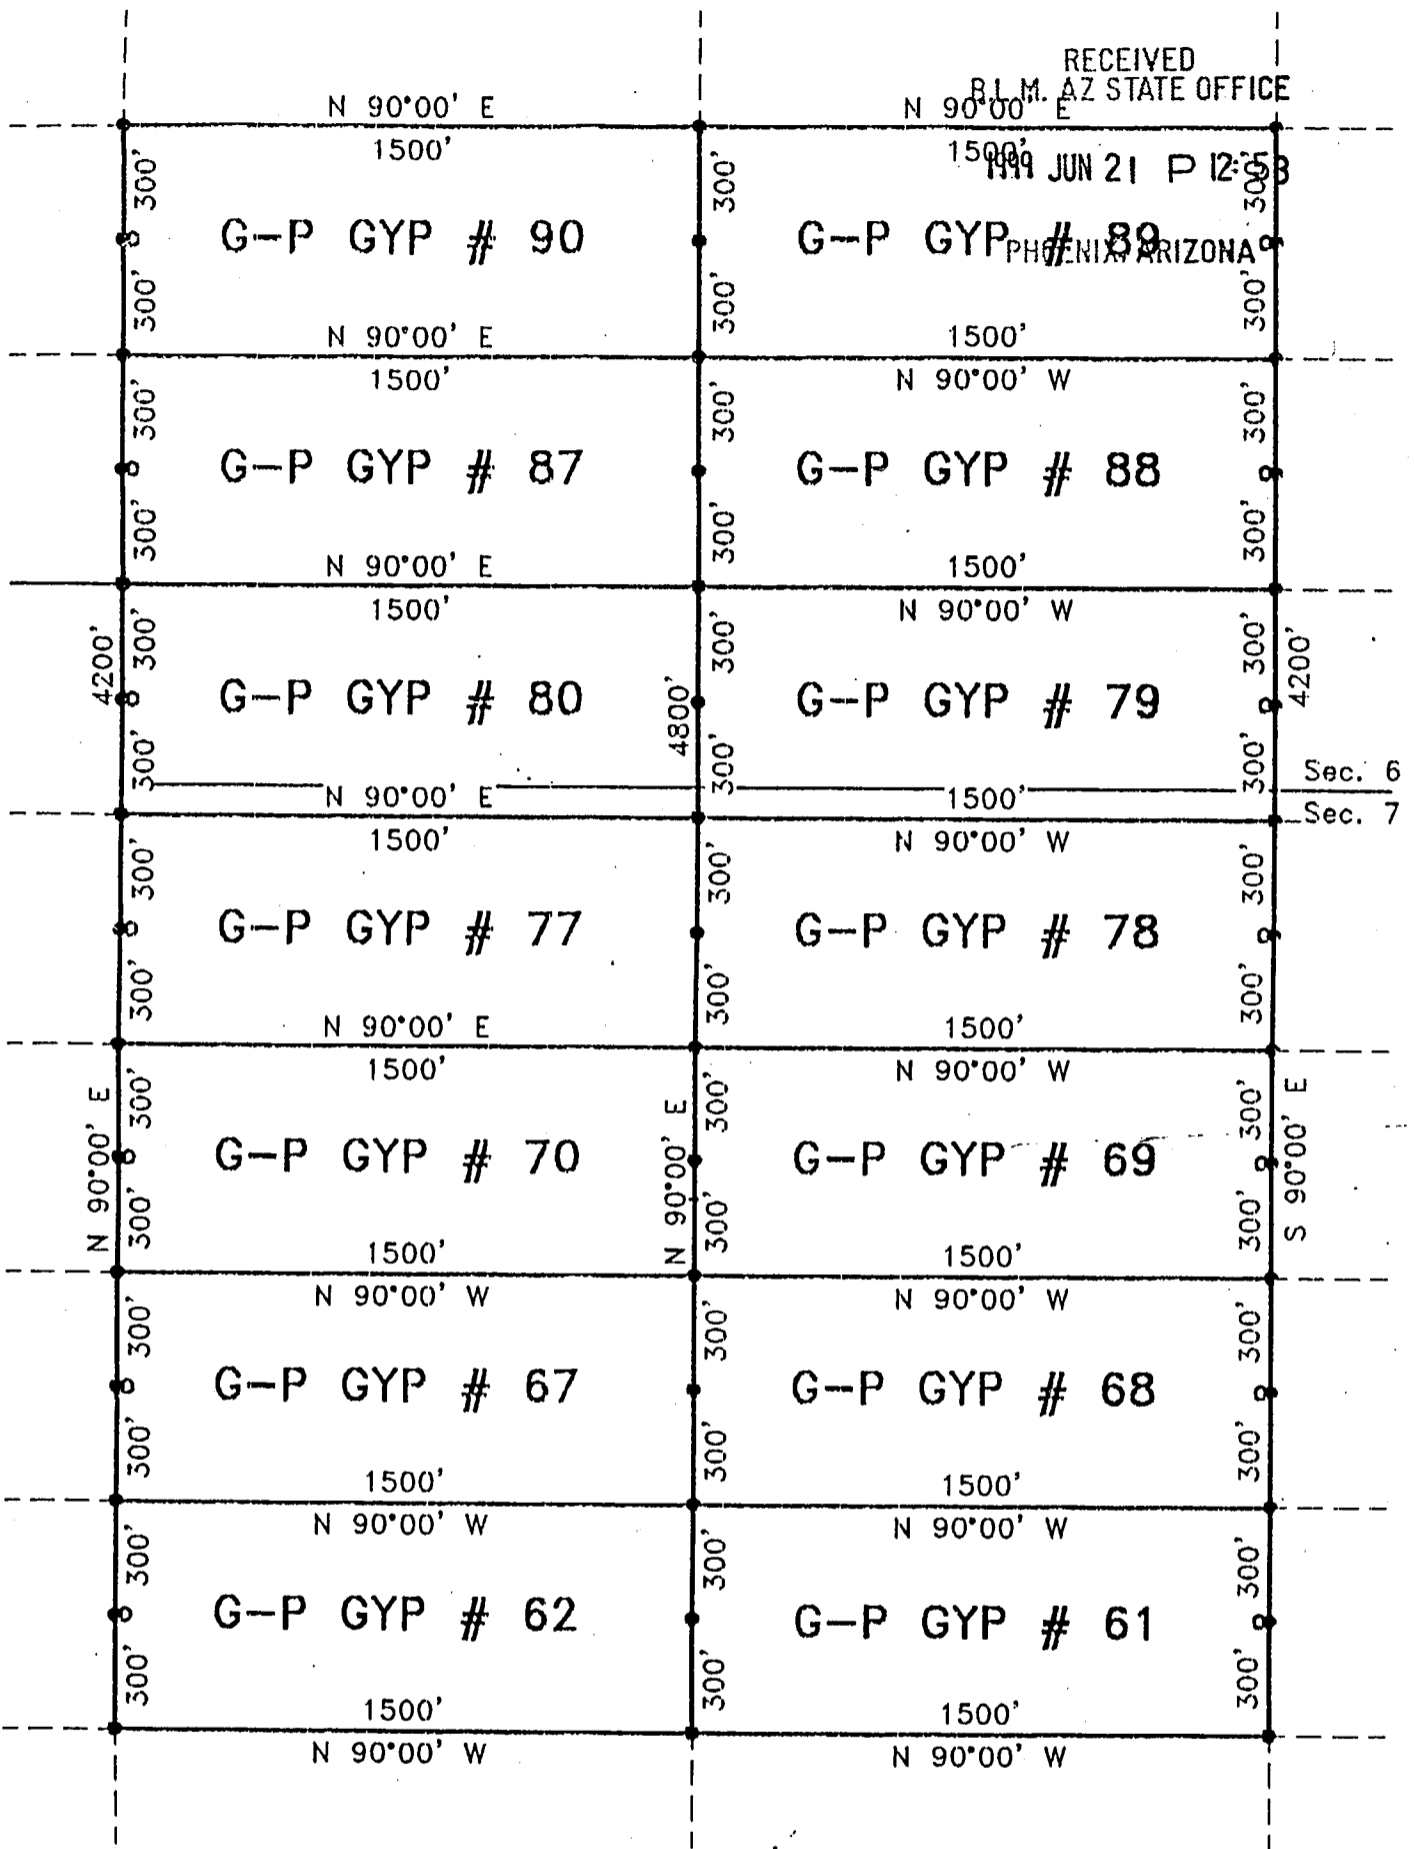 RECEIVED
B.L.M. AZ STATE OFFICE
1999 JUN 21 P 12:53
PHOENIX, ARIZONA
N 90°00' E N 90°00' E
1500' 1500'
300' 300' 300'
G-P GYP # 90 G-P GYP # 89
300' 300' 300'
N 90°00' E 1500'
1500' N 90°00' W
300' 300' 300'
G-P GYP # 87 G-P GYP # 88
300' 300' 300'
N 90°00' E 1500'
1500' N 90°00' W
300' 300' 300'
4200' 4800' 4200'
G-P GYP # 80 G-P GYP # 79
300' 300' 300'
Sec. 6
N 90°00' E 1500'
Sec. 7
1500' N 90°00' W
300' 300' 300'
G-P GYP # 77 G-P GYP # 78
300' 300' 300'
N 90°00' E 1500'
1500' N 90°00' W
300' 300' 300'
N 90°00' E N 90°00' E S 90°00' E
G-P GYP # 70 G-P GYP # 69
300' 300' 300'
1500' 1500'
N 90°00' W N 90°00' W
300' 300' 300'
G-P GYP # 67 G-P GYP # 68
300' 300' 300'
1500' 1500'
N 90°00' W N 90°00' W
300' 300' 300'
G-P GYP # 62 G-P GYP # 61
300' 300' 300'
1500' 1500'
N 90°00' W N 90°00' W